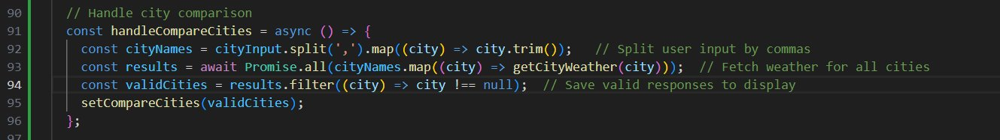 90 // Handle city comparison
91 const handleCompareCities = async () => {
92 const cityNames = cityInput.split(',').map((city) => city.trim()); // Split user input by commas
93 const results = await Promise.all(cityNames.map((city) => getCityWeather(city))); // Fetch weather for all cities
94 const validCities = results.filter((city) => city !== null); // Save valid responses to display
95 setCompareCities(validCities);
96 };
97